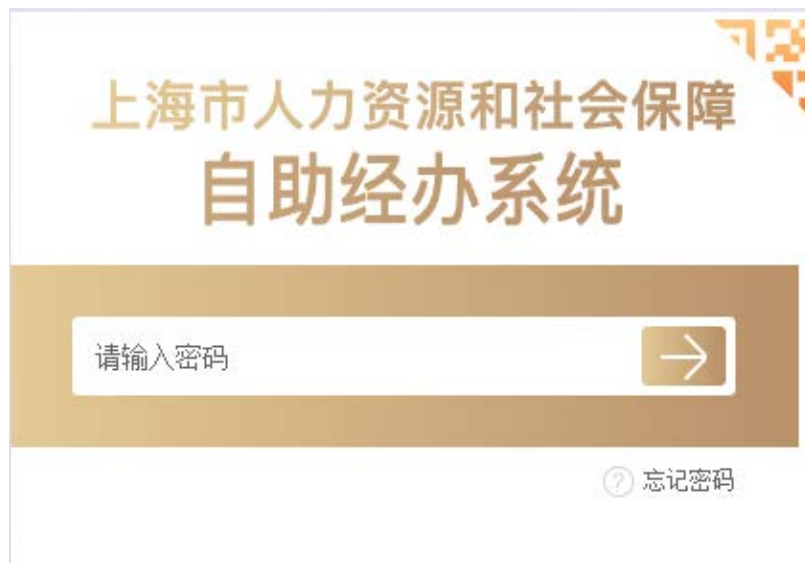 上海市人力资源和社会保障
自助经办系统
请输入密码
? 忘记密码